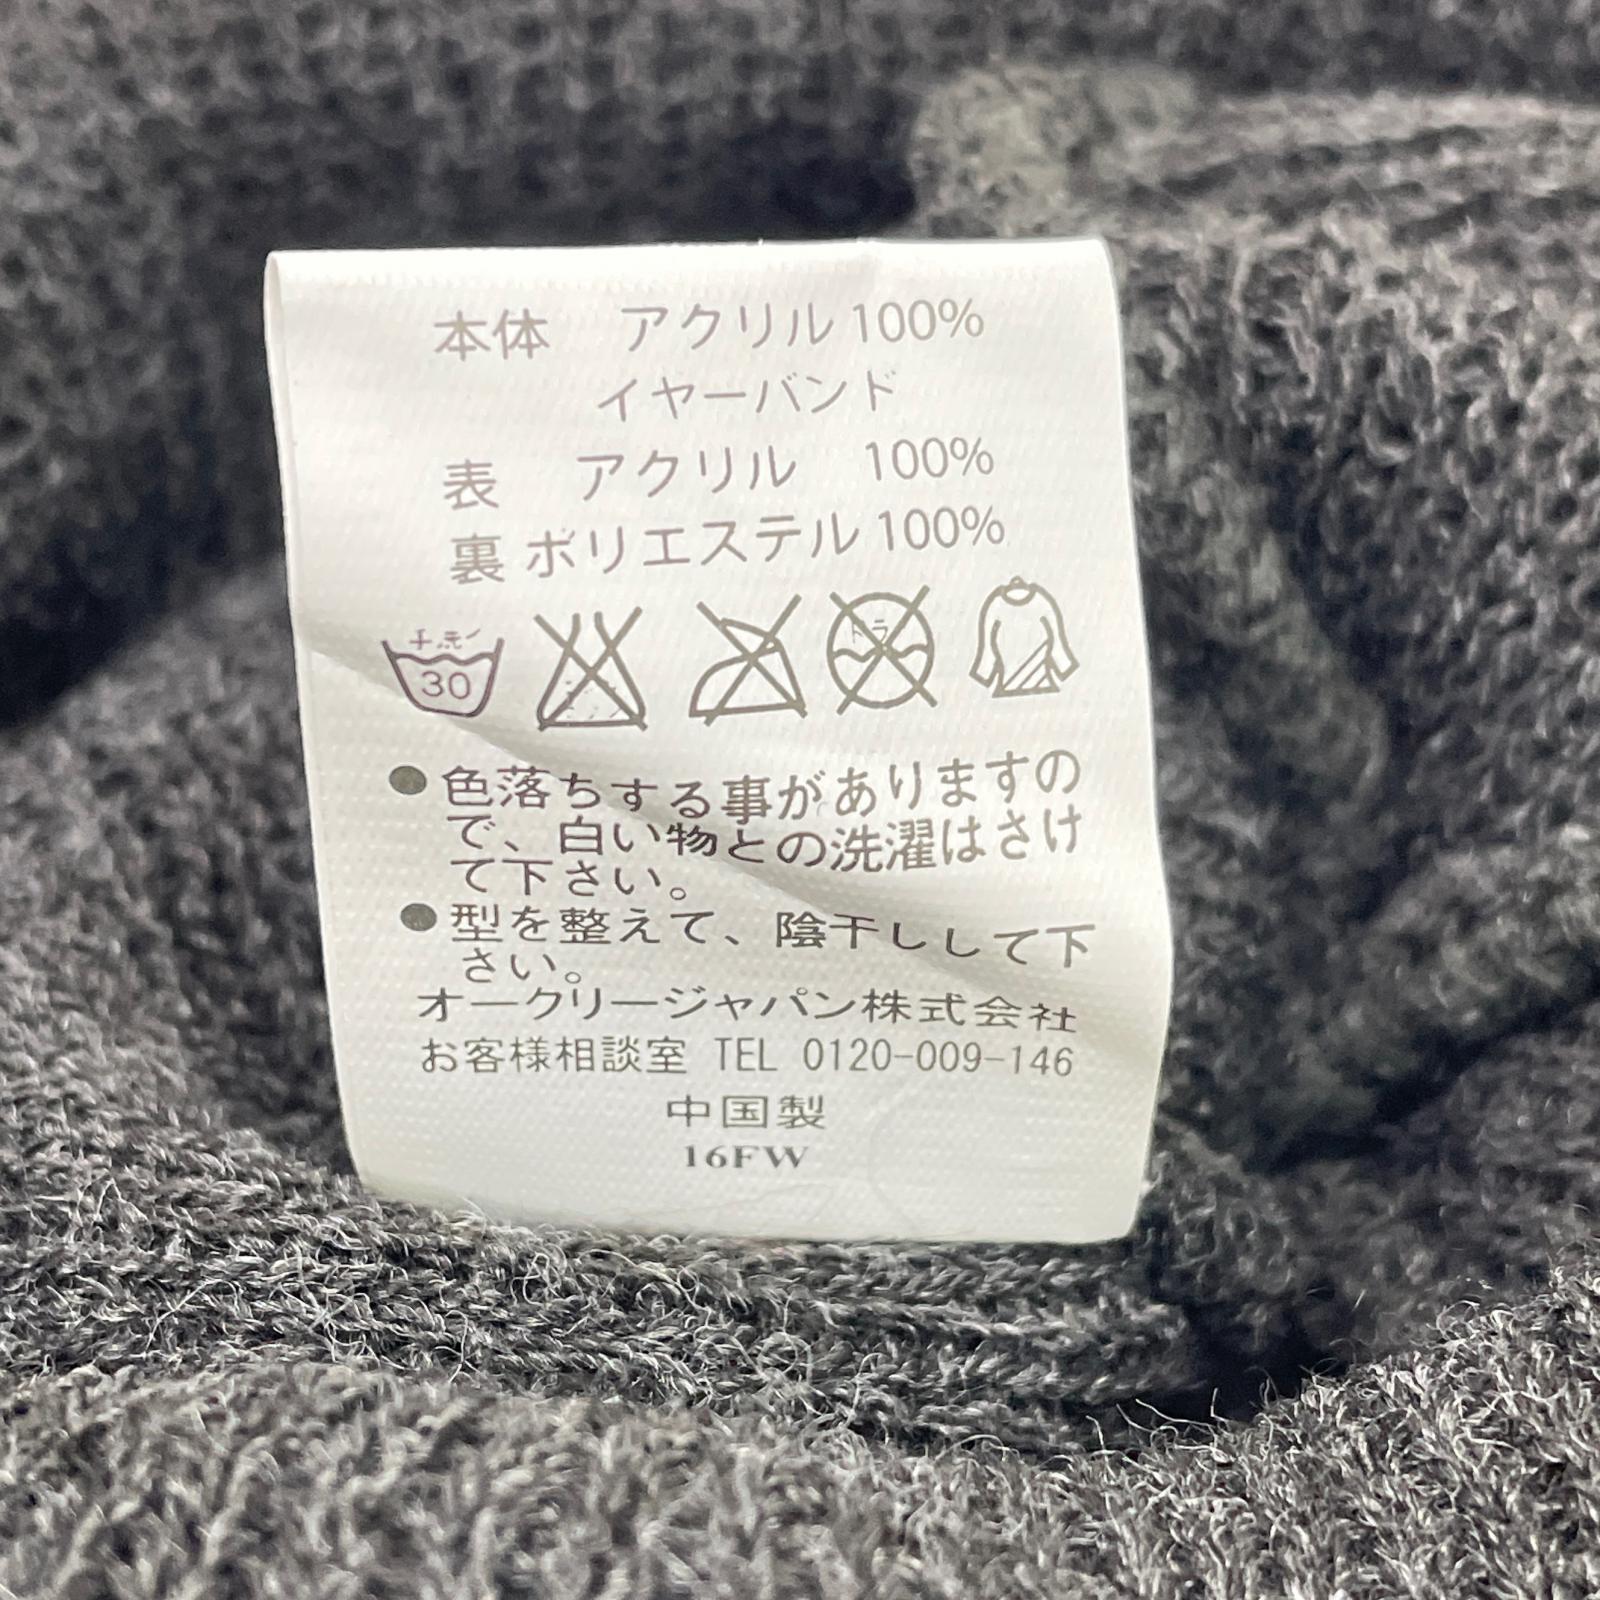 本体 アクリル100%
イヤーバンド
表 アクリル 100%
裏 ポリエステル100%
手洗イ
30
ドライ
●色落ちする事がありますの
で、白い物との洗濯はさけ
て下さい。
●型を整えて、陰干しして下
さい。
オークリージャパン株式会社
お客様相談室 TEL 0120-009-146
中国製
16FW